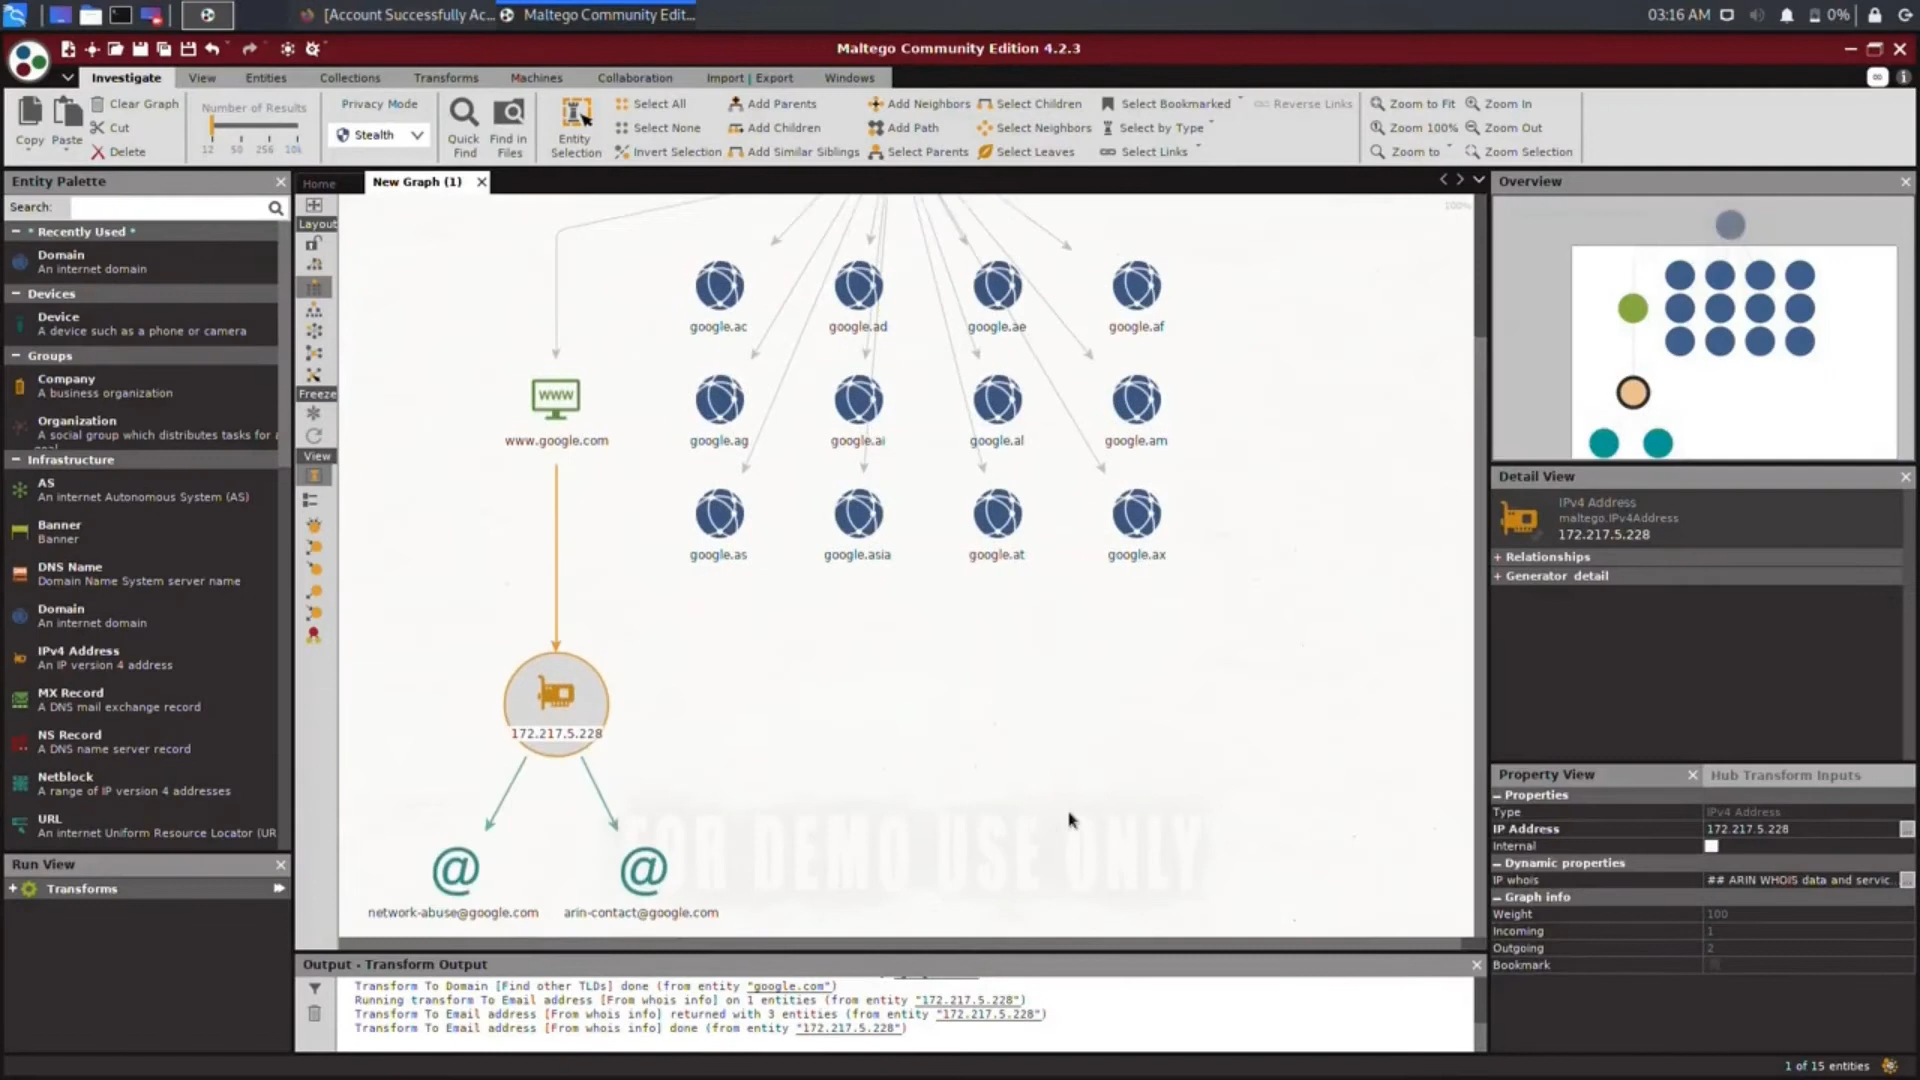 [Account Successfully Ac...
Maltego Community Edit...
03:16 AM
0%
Maltego Community Edition 4.2.3
Investigate
View
Entities
Collections
Transforms
Machines
Collaboration
Import | Export
Windows
Copy
Paste
Clear Graph
Cut
Delete
Number of Results
12 50 256 10k
Privacy Mode
Stealth
Quick
Find
Find in
Files
Entity
Selection
Select All
Select None
Invert Selection
Add Parents
Add Children
Add Similar Siblings
Add Neighbors
Add Path
Select Parents
Select Children
Select Neighbors
Select Leaves
Select Bookmarked
Select by Type
Select Links
Reverse Links
Zoom to Fit
Zoom 100%
Zoom to
Zoom In
Zoom Out
Zoom Selection
Entity Palette
Search:
* Recently Used *
Domain
An internet domain
Devices
Device
A device such as a phone or camera
Groups
Company
A business organization
Organization
A social group which distributes tasks for a
Infrastructure
AS
An internet Autonomous System (AS)
Banner
Banner
DNS Name
Domain Name System server name
Domain
An internet domain
IPv4 Address
An IP version 4 address
MX Record
A DNS mail exchange record
NS Record
A DNS name server record
Netblock
A range of IP version 4 addresses
URL
An internet Uniform Resource Locator (UR
Run View
Transforms
Home
New Graph (1)
Layout
Freeze
View
100%
google.ac
google.ad
google.ae
google.af
WWW
www.google.com
google.ag
google.ai
google.al
google.am
google.as
google.asia
google.at
google.ax
172.217.5.228
@
@
network-abuse@google.com
arin-contact@google.com
FOR DEMO USE ONLY
Output - Transform Output
Transform To Domain [Find other TLDs] done (from entity "google.com")
Running transform To Email address [From whois info] on 1 entities (from entity "172.217.5.228")
Transform To Email address [From whois info] returned with 3 entities (from entity "172.217.5.228")
Transform To Email address [From whois info] done (from entity "172.217.5.228")
Overview
Detail View
IPv4 Address
maltego.IPv4Address
172.217.5.228
+ Relationships
+ Generator detail
Property View
Hub Transform Inputs
Properties
Type IPv4 Address
IP Address 172.217.5.228
Internal
Dynamic properties
IP whois ## ARIN WHOIS data and servic...
Graph info
Weight 100
Incoming 1
Outgoing 2
Bookmark
1 of 15 entities